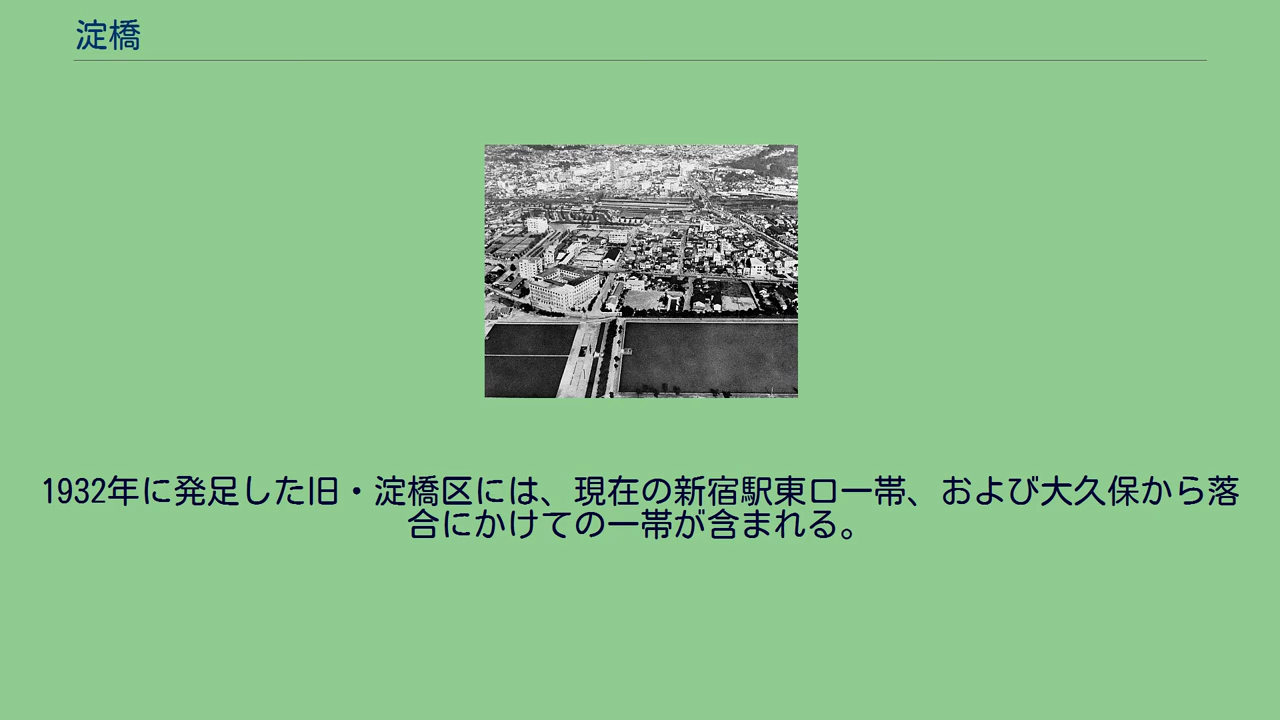 淀橋
1932年に発足した旧・淀橋区には、現在の新宿駅東口一帯、および大久保から落
合にかけての一帯が含まれる。